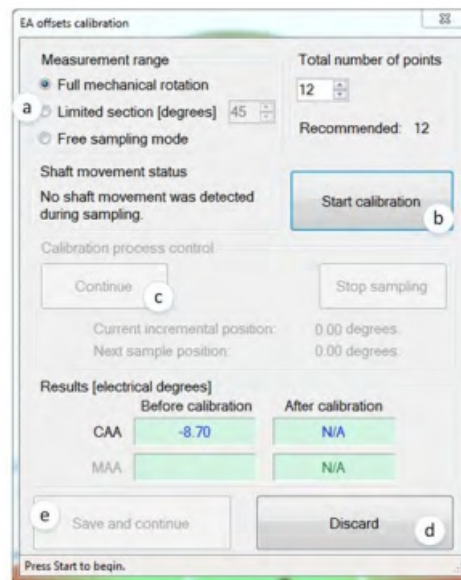 EA offsets calibration
Measurement range
Total number of points
Full mechanical rotation
12
a
Limited section [degrees] 45
Free sampling mode
Recommended: 12
Shaft movement status
No shaft movement was detected
during sampling.
Start calibration
b
Calibration process control
Continue
c
Stop sampling
Current incremental position: 0.00 degrees.
Next sample position: 0.00 degrees.
Results [electrical degrees]
Before calibration After calibration
CAA -8.70 N/A
MAA N/A
e
Save and continue
Discard
d
Press Start to begin.